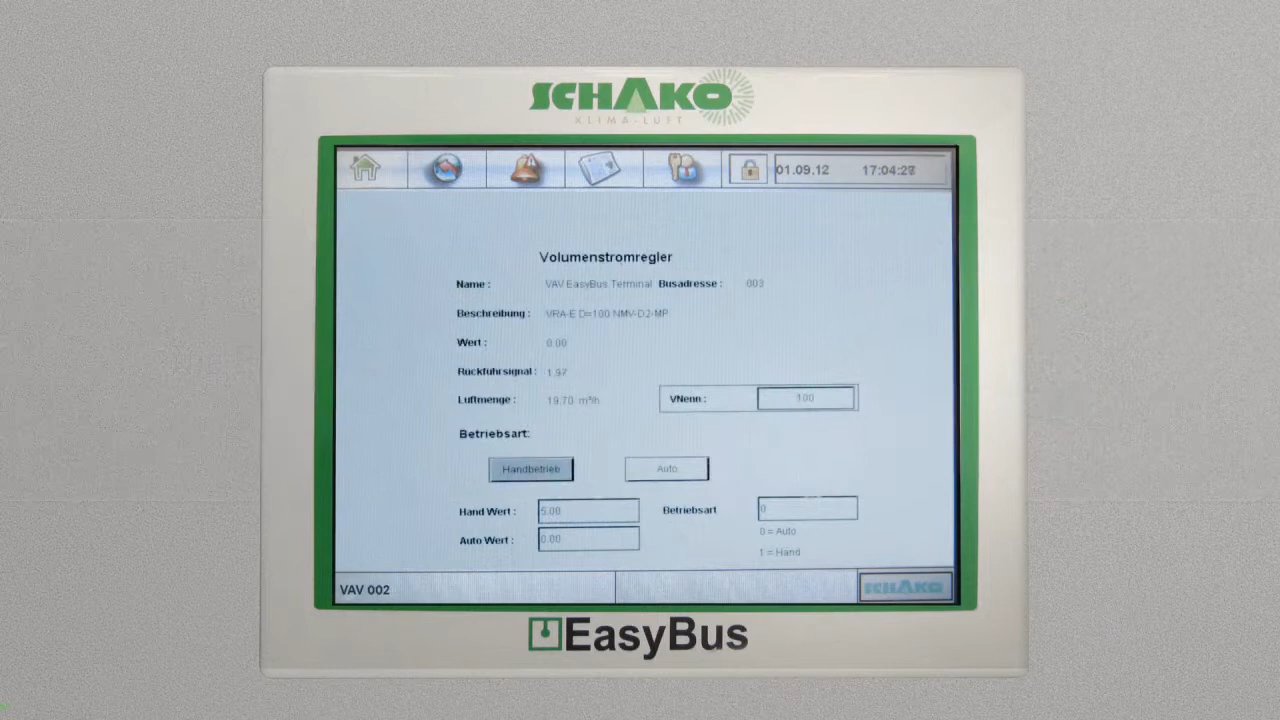 SCHAKO
KLIMA-LUFT
01.09.12 17:04:28
Volumenstromregler
Name : VAV EasyBus Terminal Busadresse : 003
Beschreibung : VRA-E D=100 NMV-D2-MP
Wert : 0.00
Rückführsignal : 1.97
Luftmenge : 19.70 m³/h VNenn.: 100
Betriebsart:
Handbetrieb Auto
Hand Wert : 5.00 Betriebsart 0
0 = Auto
Auto Wert : 0.00
1 = Hand
VAV 002 SCHAKO
EasyBus